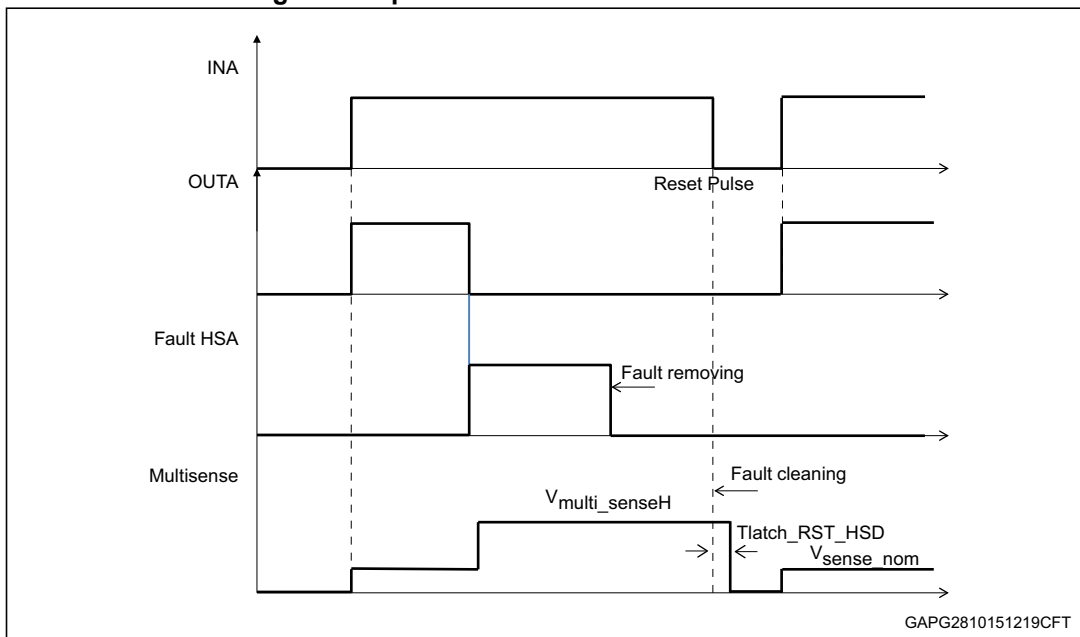 INA
Reset Pulse
OUTA
Fault HSA
Fault removing
Multisense
Fault cleaning
Vmulti_senseH
Tlatch_RST_HSD
Vsense_nom
GAPG2810151219CFT